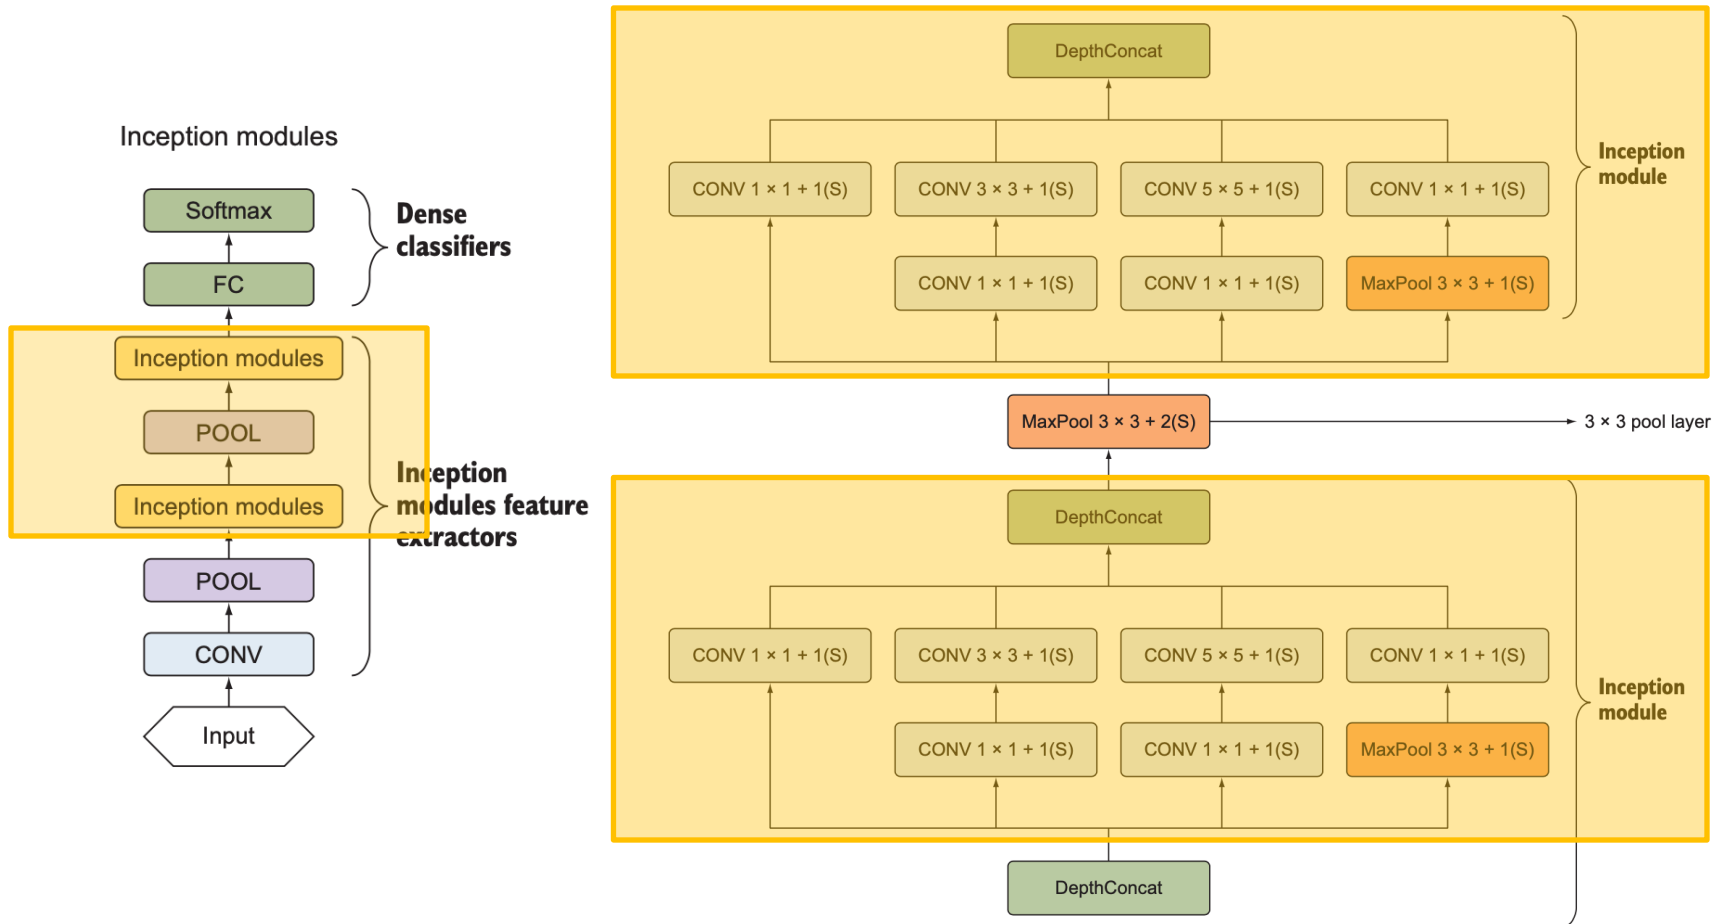 Inception modules
Softmax
FC
Dense
classifiers
Inception modules
POOL
Inception modules
POOL
CONV
Input
Inception
modules feature
extractors
DepthConcat
CONV 1 × 1 + 1(S)
CONV 3 × 3 + 1(S)
CONV 5 × 5 + 1(S)
CONV 1 × 1 + 1(S)
CONV 1 × 1 + 1(S)
CONV 1 × 1 + 1(S)
MaxPool 3 × 3 + 1(S)
Inception
module
MaxPool 3 × 3 + 2(S)
3 × 3 pool layer
DepthConcat
CONV 1 × 1 + 1(S)
CONV 3 × 3 + 1(S)
CONV 5 × 5 + 1(S)
CONV 1 × 1 + 1(S)
CONV 1 × 1 + 1(S)
CONV 1 × 1 + 1(S)
MaxPool 3 × 3 + 1(S)
Inception
module
DepthConcat